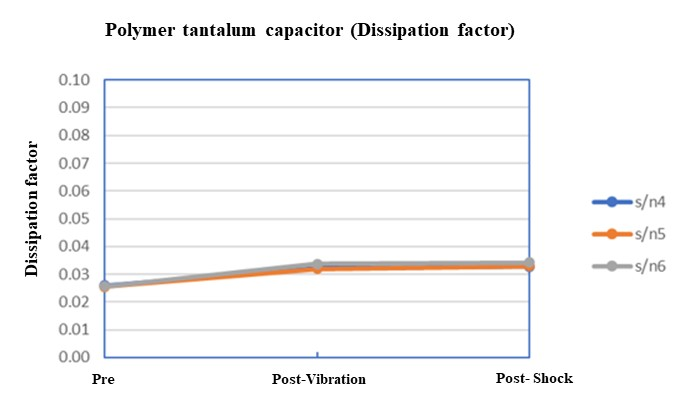 Polymer tantalum capacitor (Dissipation factor)
Dissipation factor
0.10
0.09
0.08
0.07
0.06
0.05
0.04
0.03
0.02
0.01
0.00
Pre
Post-Vibration
Post- Shock
s/n4
s/n5
s/n6